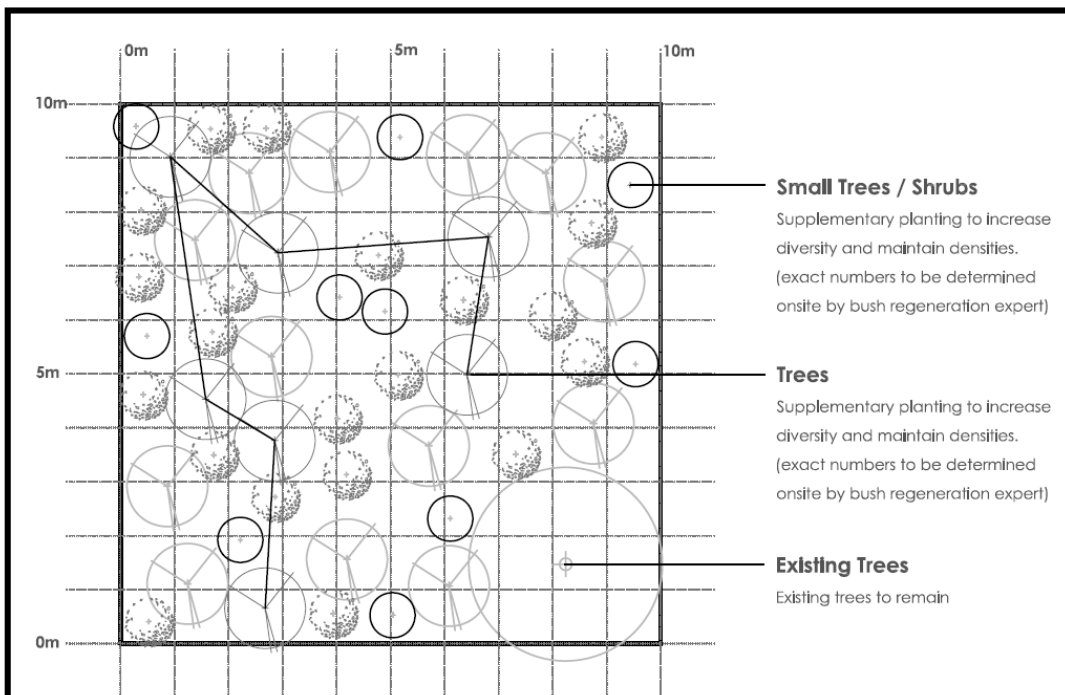 0m
5m
10m
10m
Small Trees / Shrubs
Supplementary planting to increase
diversity and maintain densities.
(exact numbers to be determined
onsite by bush regeneration expert)
5m
Trees
Supplementary planting to increase
diversity and maintain densities.
(exact numbers to be determined
onsite by bush regeneration expert)
Existing Trees
Existing trees to remain
0m